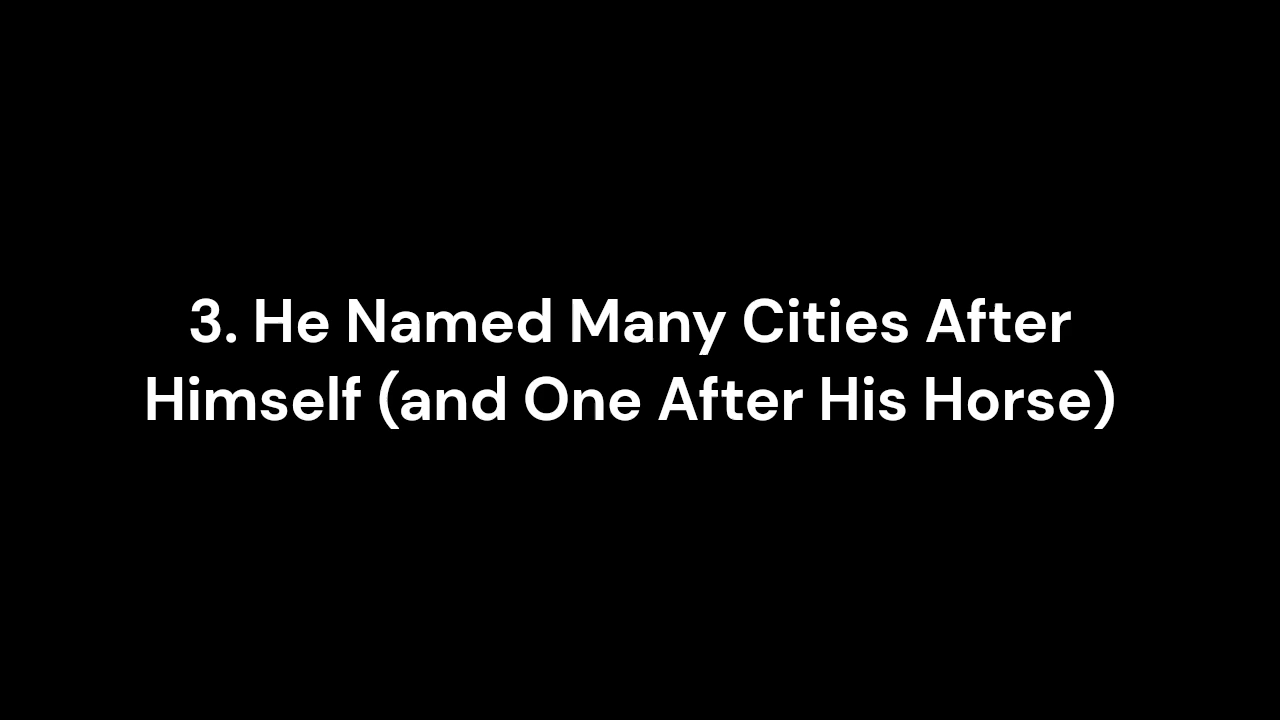 3. He Named Many Cities After
Himself (and One After His Horse)